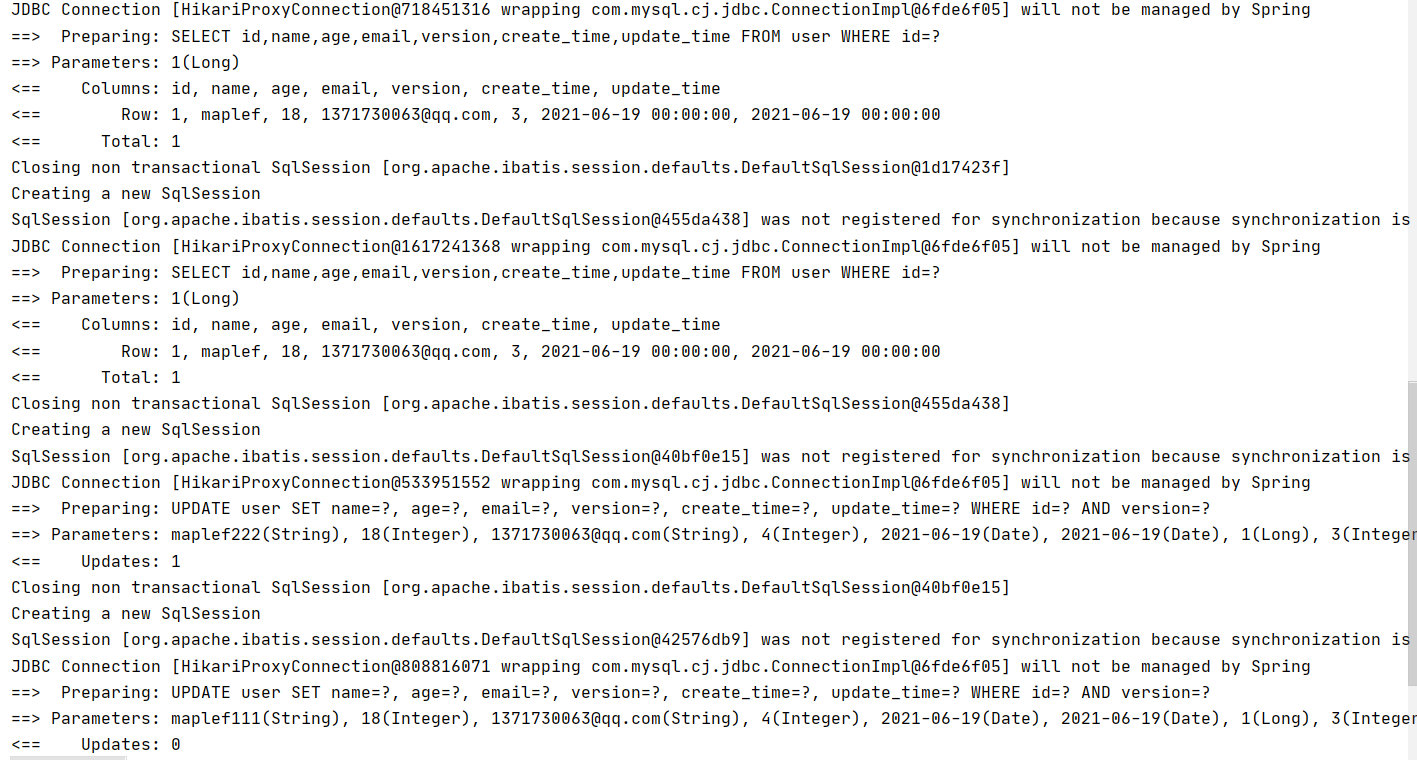 JDBC Connection [HikariProxyConnection@718451316 wrapping com.mysql.cj.jdbc.ConnectionImpl@6fde6f05] will not be managed by Spring
==>  Preparing: SELECT id,name,age,email,version,create_time,update_time FROM user WHERE id=?
==> Parameters: 1(Long)
<==    Columns: id, name, age, email, version, create_time, update_time
<==        Row: 1, maplef, 18, 1371730063@qq.com, 3, 2021-06-19 00:00:00, 2021-06-19 00:00:00
<==      Total: 1
Closing non transactional SqlSession [org.apache.ibatis.session.defaults.DefaultSqlSession@1d17423f]
Creating a new SqlSession
SqlSession [org.apache.ibatis.session.defaults.DefaultSqlSession@455da438] was not registered for synchronization because synchronization is
JDBC Connection [HikariProxyConnection@1617241368 wrapping com.mysql.cj.jdbc.ConnectionImpl@6fde6f05] will not be managed by Spring
==>  Preparing: SELECT id,name,age,email,version,create_time,update_time FROM user WHERE id=?
==> Parameters: 1(Long)
<==    Columns: id, name, age, email, version, create_time, update_time
<==        Row: 1, maplef, 18, 1371730063@qq.com, 3, 2021-06-19 00:00:00, 2021-06-19 00:00:00
<==      Total: 1
Closing non transactional SqlSession [org.apache.ibatis.session.defaults.DefaultSqlSession@455da438]
Creating a new SqlSession
SqlSession [org.apache.ibatis.session.defaults.DefaultSqlSession@40bf0e15] was not registered for synchronization because synchronization is
JDBC Connection [HikariProxyConnection@533951552 wrapping com.mysql.cj.jdbc.ConnectionImpl@6fde6f05] will not be managed by Spring
==>  Preparing: UPDATE user SET name=?, age=?, email=?, version=?, create_time=?, update_time=? WHERE id=? AND version=?
==> Parameters: maplef222(String), 18(Integer), 1371730063@qq.com(String), 4(Integer), 2021-06-19(Date), 2021-06-19(Date), 1(Long), 3(Integer
<==    Updates: 1
Closing non transactional SqlSession [org.apache.ibatis.session.defaults.DefaultSqlSession@40bf0e15]
Creating a new SqlSession
SqlSession [org.apache.ibatis.session.defaults.DefaultSqlSession@42576db9] was not registered for synchronization because synchronization is
JDBC Connection [HikariProxyConnection@808816071 wrapping com.mysql.cj.jdbc.ConnectionImpl@6fde6f05] will not be managed by Spring
==>  Preparing: UPDATE user SET name=?, age=?, email=?, version=?, create_time=?, update_time=? WHERE id=? AND version=?
==> Parameters: maplef111(String), 18(Integer), 1371730063@qq.com(String), 4(Integer), 2021-06-19(Date), 2021-06-19(Date), 1(Long), 3(Integer
<==    Updates: 0